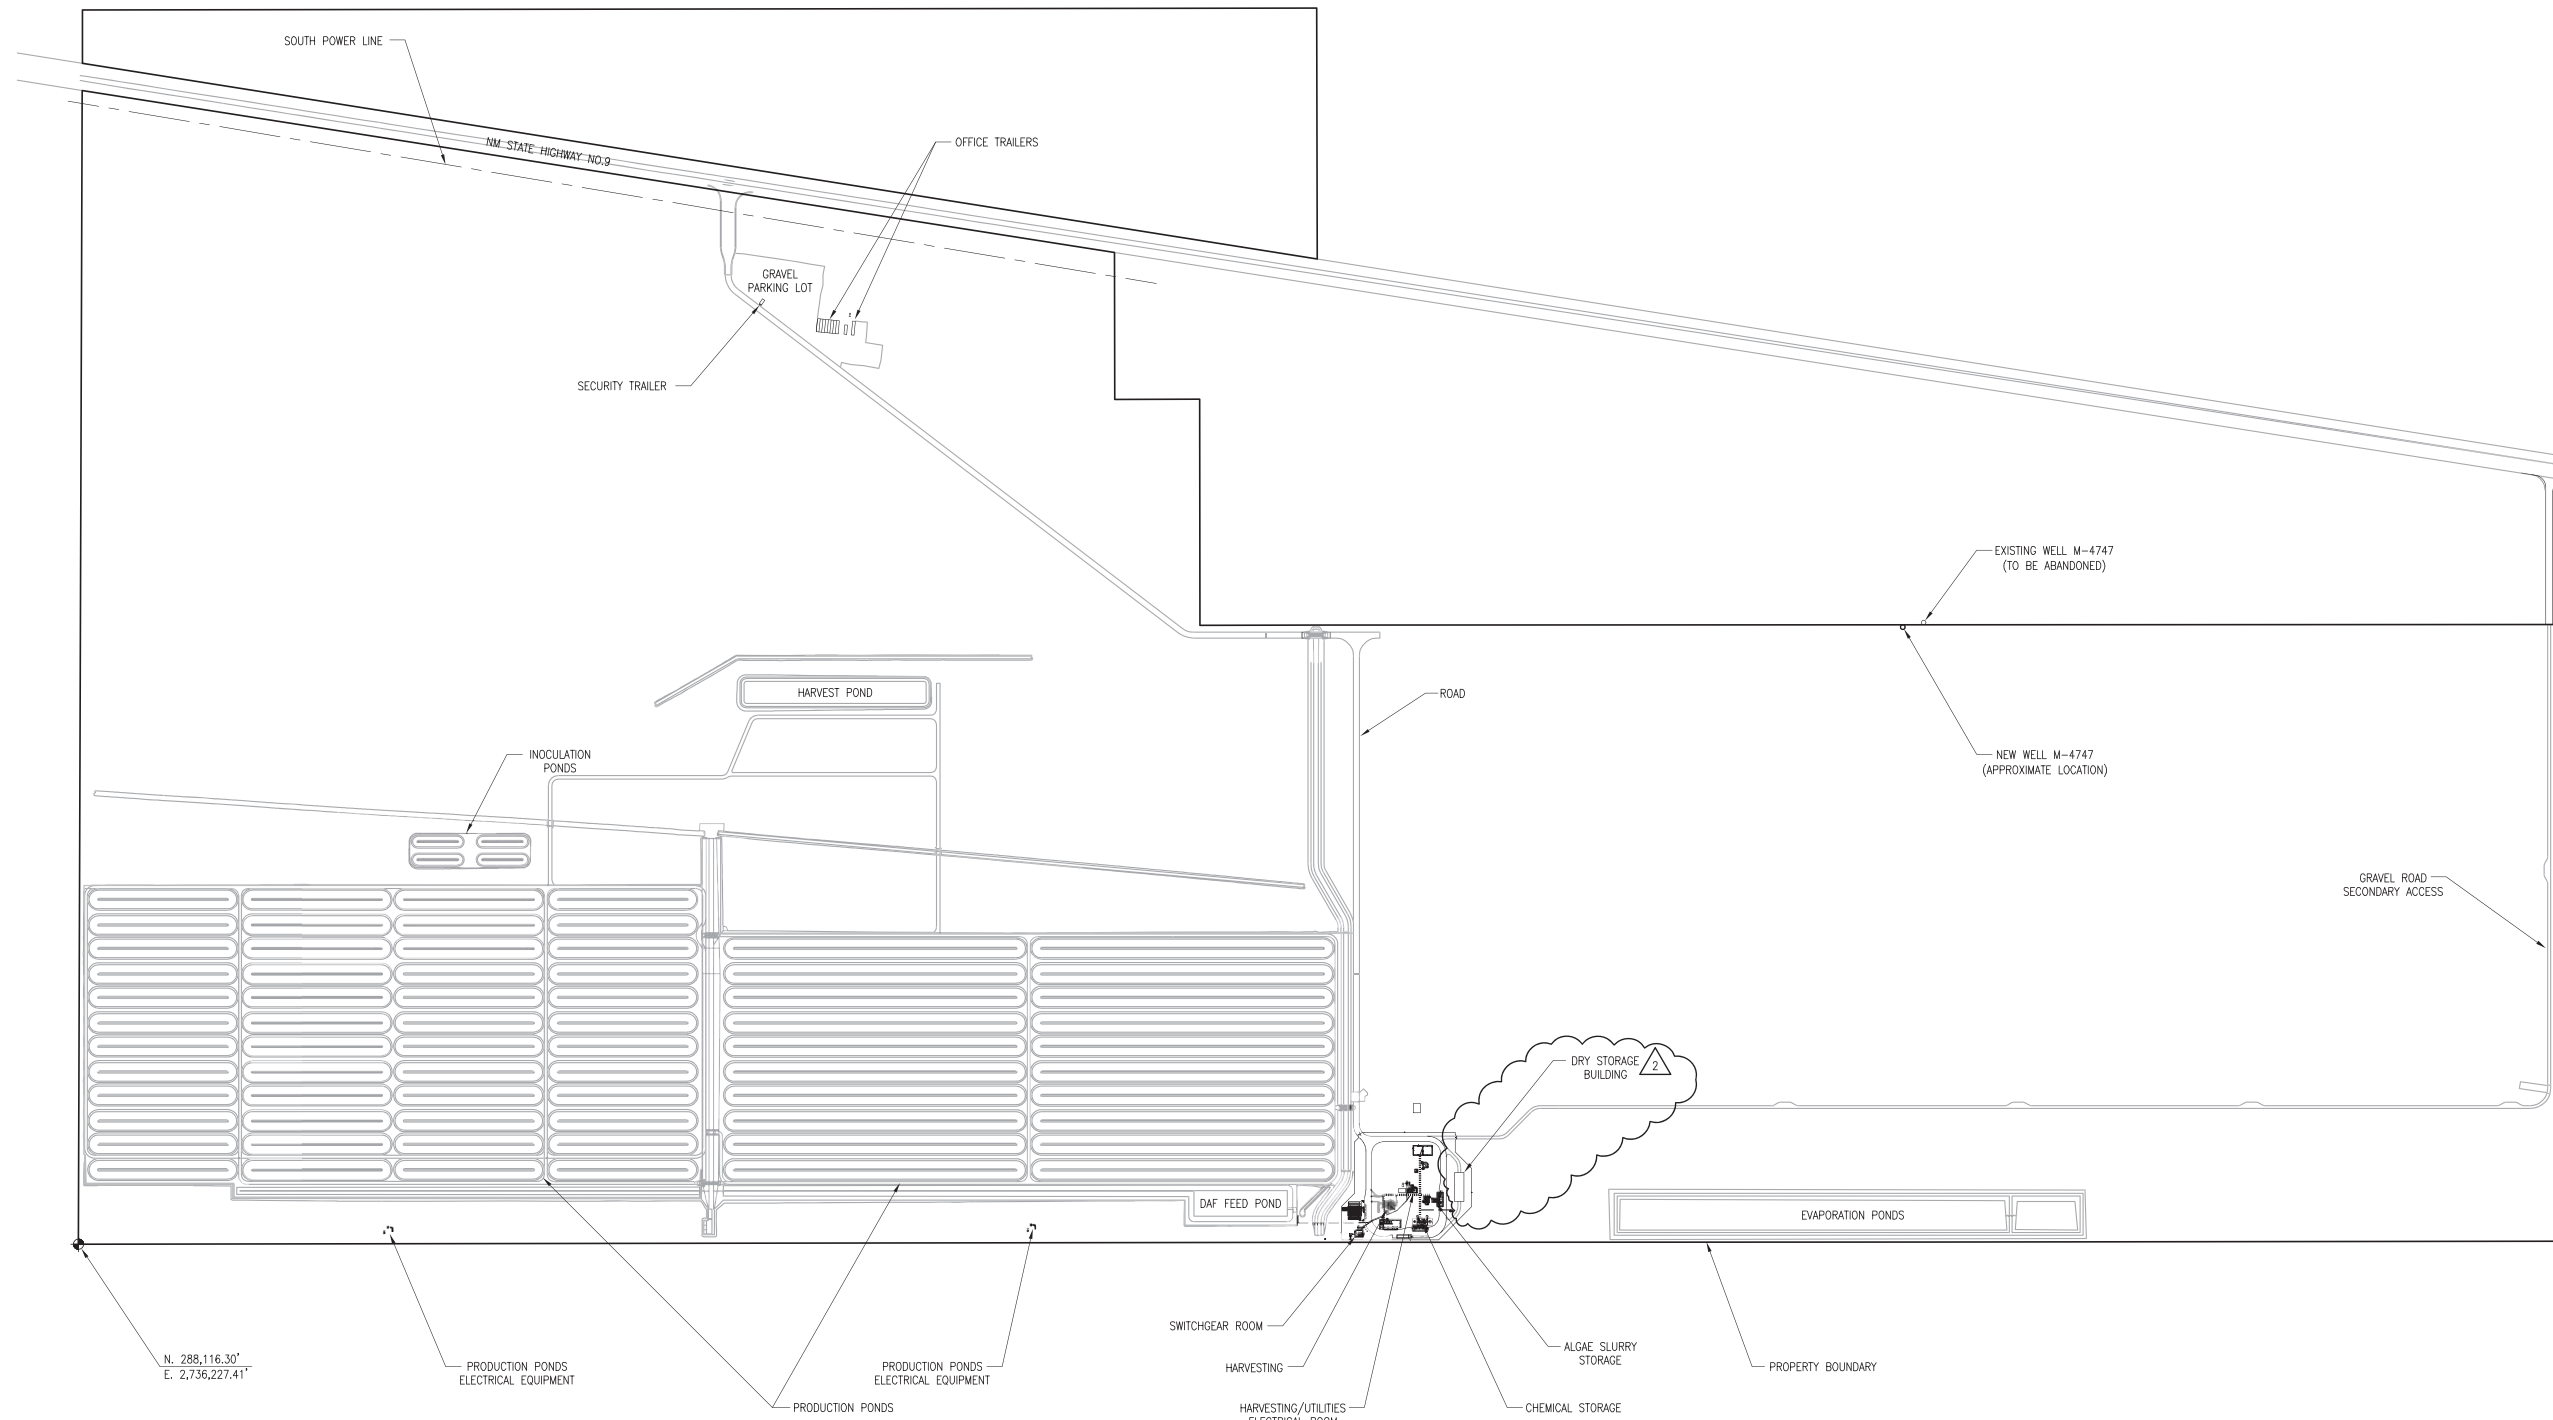 SOUTH POWER LINE
NM STATE HIGHWAY NO.9
OFFICE TRAILERS
GRAVEL
PARKING LOT
SECURITY TRAILER
EXISTING WELL M-4747
(TO BE ABANDONED)
HARVEST POND
ROAD
NEW WELL M-4747
(APPROXIMATE LOCATION)
INOCULATION
PONDS
GRAVEL ROAD
SECONDARY ACCESS
DRY STORAGE
BUILDING
2
DAF FEED POND
EVAPORATION PONDS
SWITCHGEAR ROOM
ALGAE SLURRY
STORAGE
N. 288,116.30'
E. 2,736,227.41'
PRODUCTION PONDS
ELECTRICAL EQUIPMENT
PRODUCTION PONDS
ELECTRICAL EQUIPMENT
HARVESTING
PROPERTY BOUNDARY
PRODUCTION PONDS
HARVESTING/UTILITIES
ELECTRICAL ROOM
CHEMICAL STORAGE